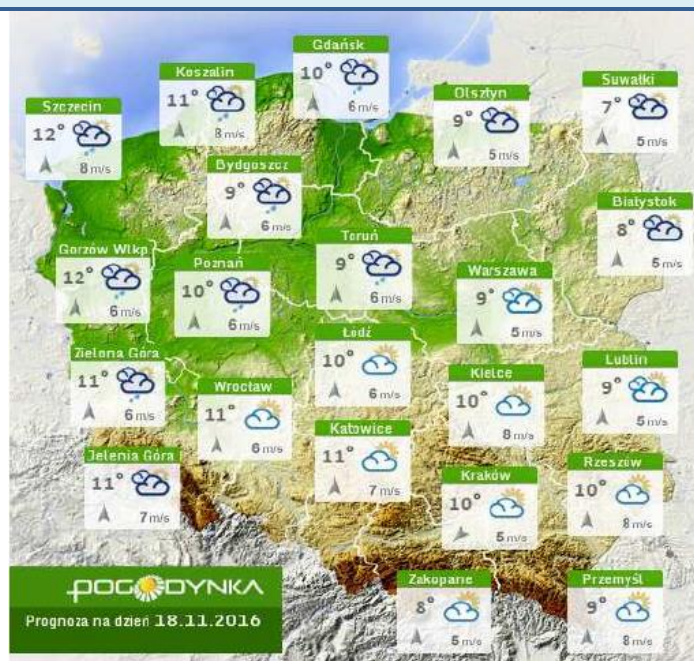 Gdańsk
10°
6 m/s
Koszalin
11°
8 m/s
Suwałki
7°
5 m/s
Olsztyn
9°
5 m/s
Szczecin
12°
8 m/s
Bydgoszcz
9°
6 m/s
Białystok
8°
5 m/s
Toruń
9°
6 m/s
Gorzów Wlkp
12°
6 m/s
Poznań
10°
6 m/s
Warszawa
9°
5 m/s
Łódź
10°
6 m/s
Zielona Góra
11°
6 m/s
Lublin
9°
5 m/s
Kielce
10°
8 m/s
Wrocław
11°
6 m/s
Katowice
11°
7 m/s
Jelenia Góra
11°
7 m/s
Rzeszów
10°
8 m/s
Kraków
10°
5 m/s
Zakopane
8°
5 m/s
Przemyśl
9°
8 m/s
POGODYNKA
Prognoza na dzień 18.11.2016